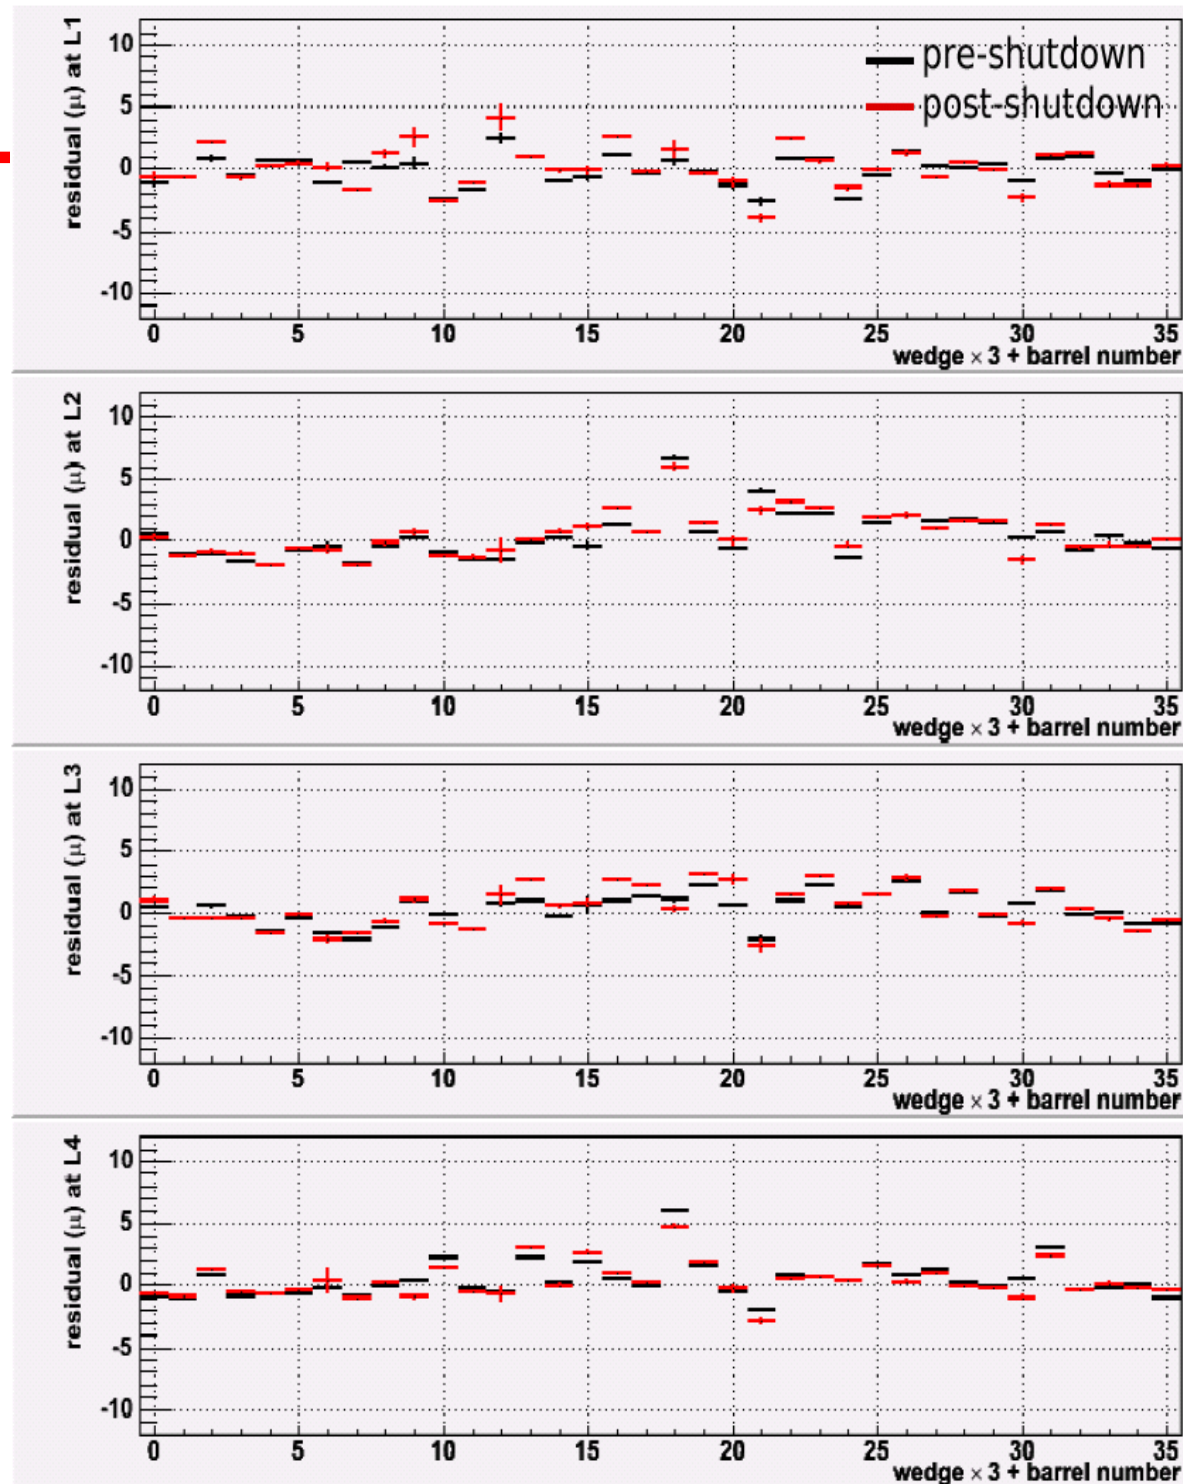 residual (μ) at L1
10
5
0
-5
-10
pre-shutdown
post-shutdown
0 5 10 15 20 25 30 35
wedge × 3 + barrel number
residual (μ) at L2
10
5
0
-5
-10
0 5 10 15 20 25 30 35
wedge × 3 + barrel number
residual (μ) at L3
10
5
0
-5
-10
0 5 10 15 20 25 30 35
wedge × 3 + barrel number
residual (μ) at L4
10
5
0
-5
-10
0 5 10 15 20 25 30 35
wedge × 3 + barrel number